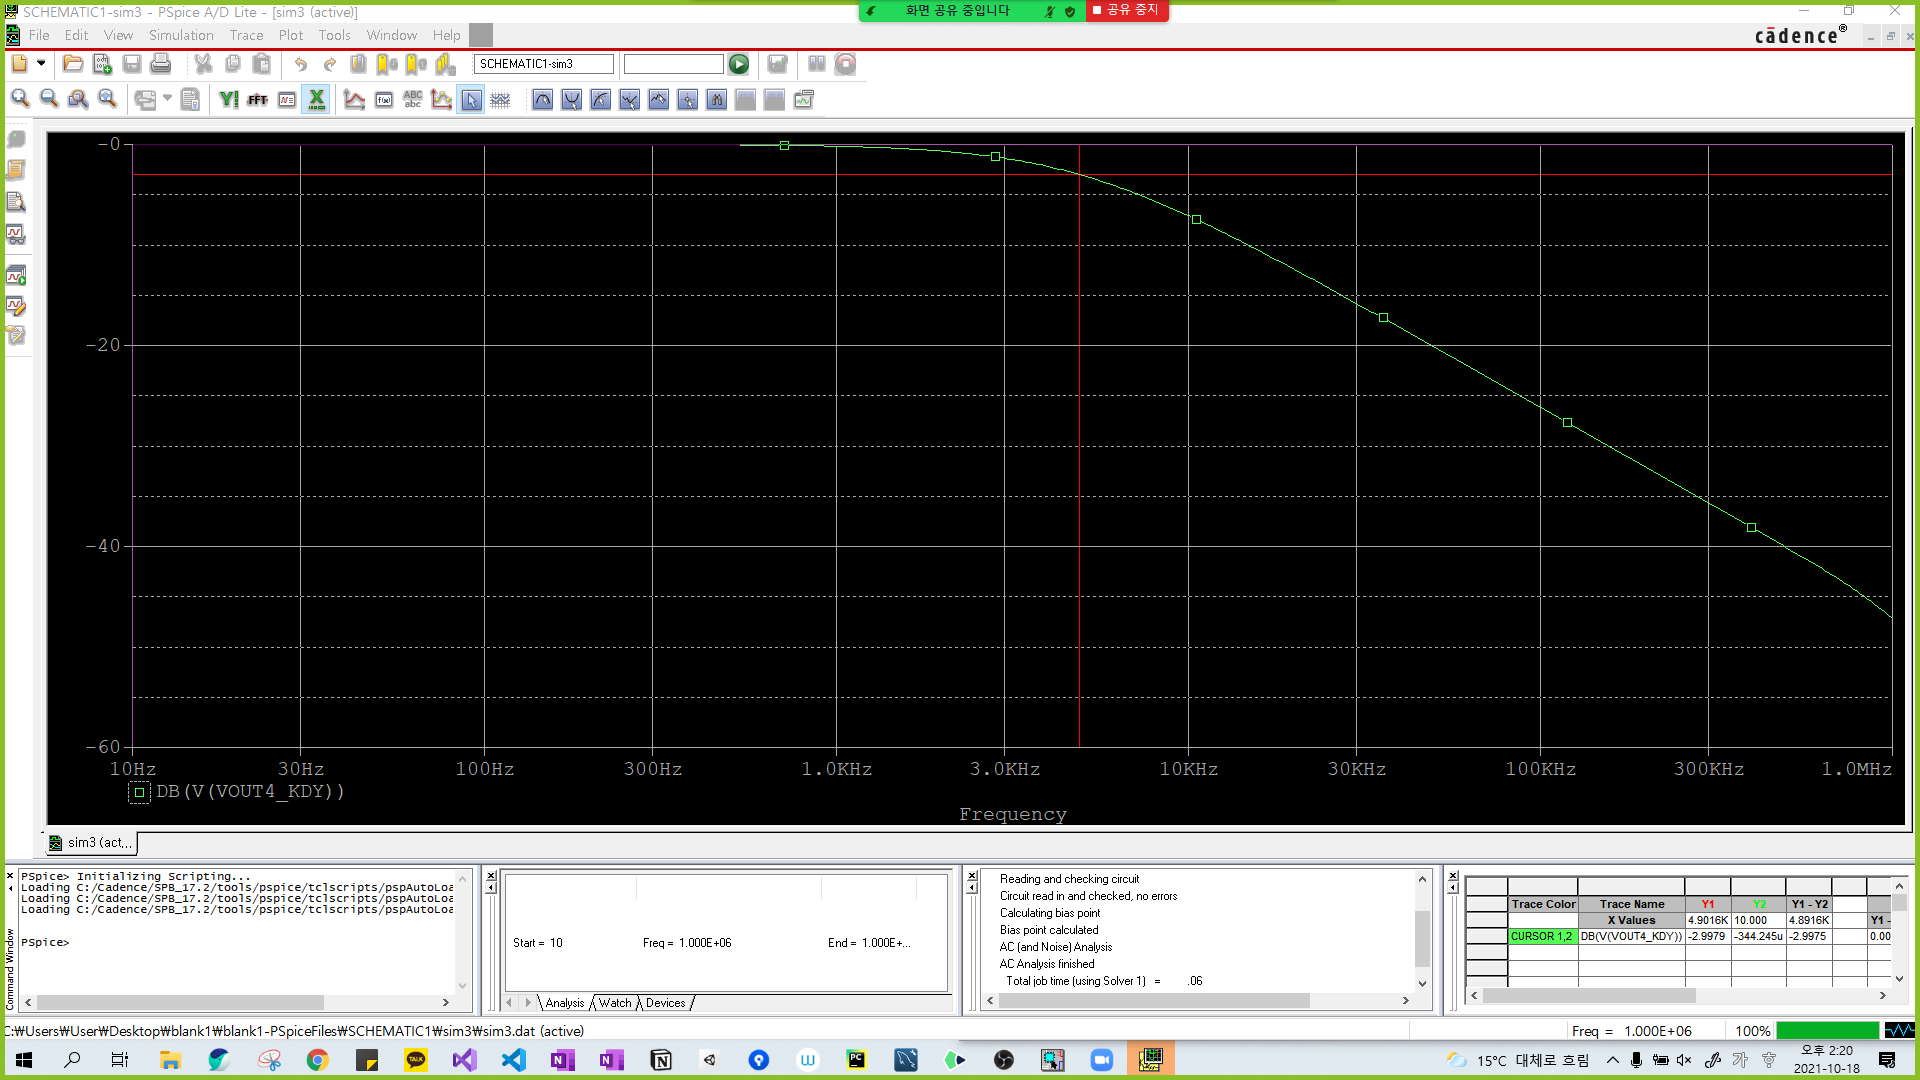 SCHEMATIC1-sim3 - PSpice A/D Lite - [sim3 (active)]
화면 공유 중입니다
공유 중지
File Edit View Simulation Trace Plot Tools Window Help
cādence®
SCHEMATIC1-sim3
FFT
ABC
abc
-0
-20
-40
-60
10Hz 30Hz 100Hz 300Hz 1.0KHz 3.0KHz 10KHz 30KHz 100KHz 300KHz 1.0MHz
DB(V(VOUT4_KDY))
Frequency
sim3 (act...
Command Window
PSpice> Initializing Scripting...
Loading C:/Cadence/SPB_17.2/tools/pspice/tclscripts/pspAutoLoa
Loading C:/Cadence/SPB_17.2/tools/pspice/tclscripts/pspAutoLoa
Loading C:/Cadence/SPB_17.2/tools/pspice/tclscripts/pspAutoLoa
PSpice>
Start = 10 Freq = 1.000E+06 End = 1.000E+...
Analysis Watch Devices
Reading and checking circuit
Circuit read in and checked, no errors
Calculating bias point
Bias point calculated
AC (and Noise) Analysis
AC Analysis finished
Total job time (using Solver 1) = .06
Trace Color Trace Name Y1 Y2 Y1 - Y2
X Values 4.9016K 10.000 4.8916K Y1 -
CURSOR 1,2 DB(V(VOUT4_KDY)) -2.9979 -344.245u -2.9975 0.00
C:₩Users₩User₩Desktop₩blank1₩blank1-PSpiceFiles₩SCHEMATIC1₩sim3₩sim3.dat (active)
Freq = 1.000E+06 100%
15°C 대체로 흐림
가
오후 2:20
2021-10-18